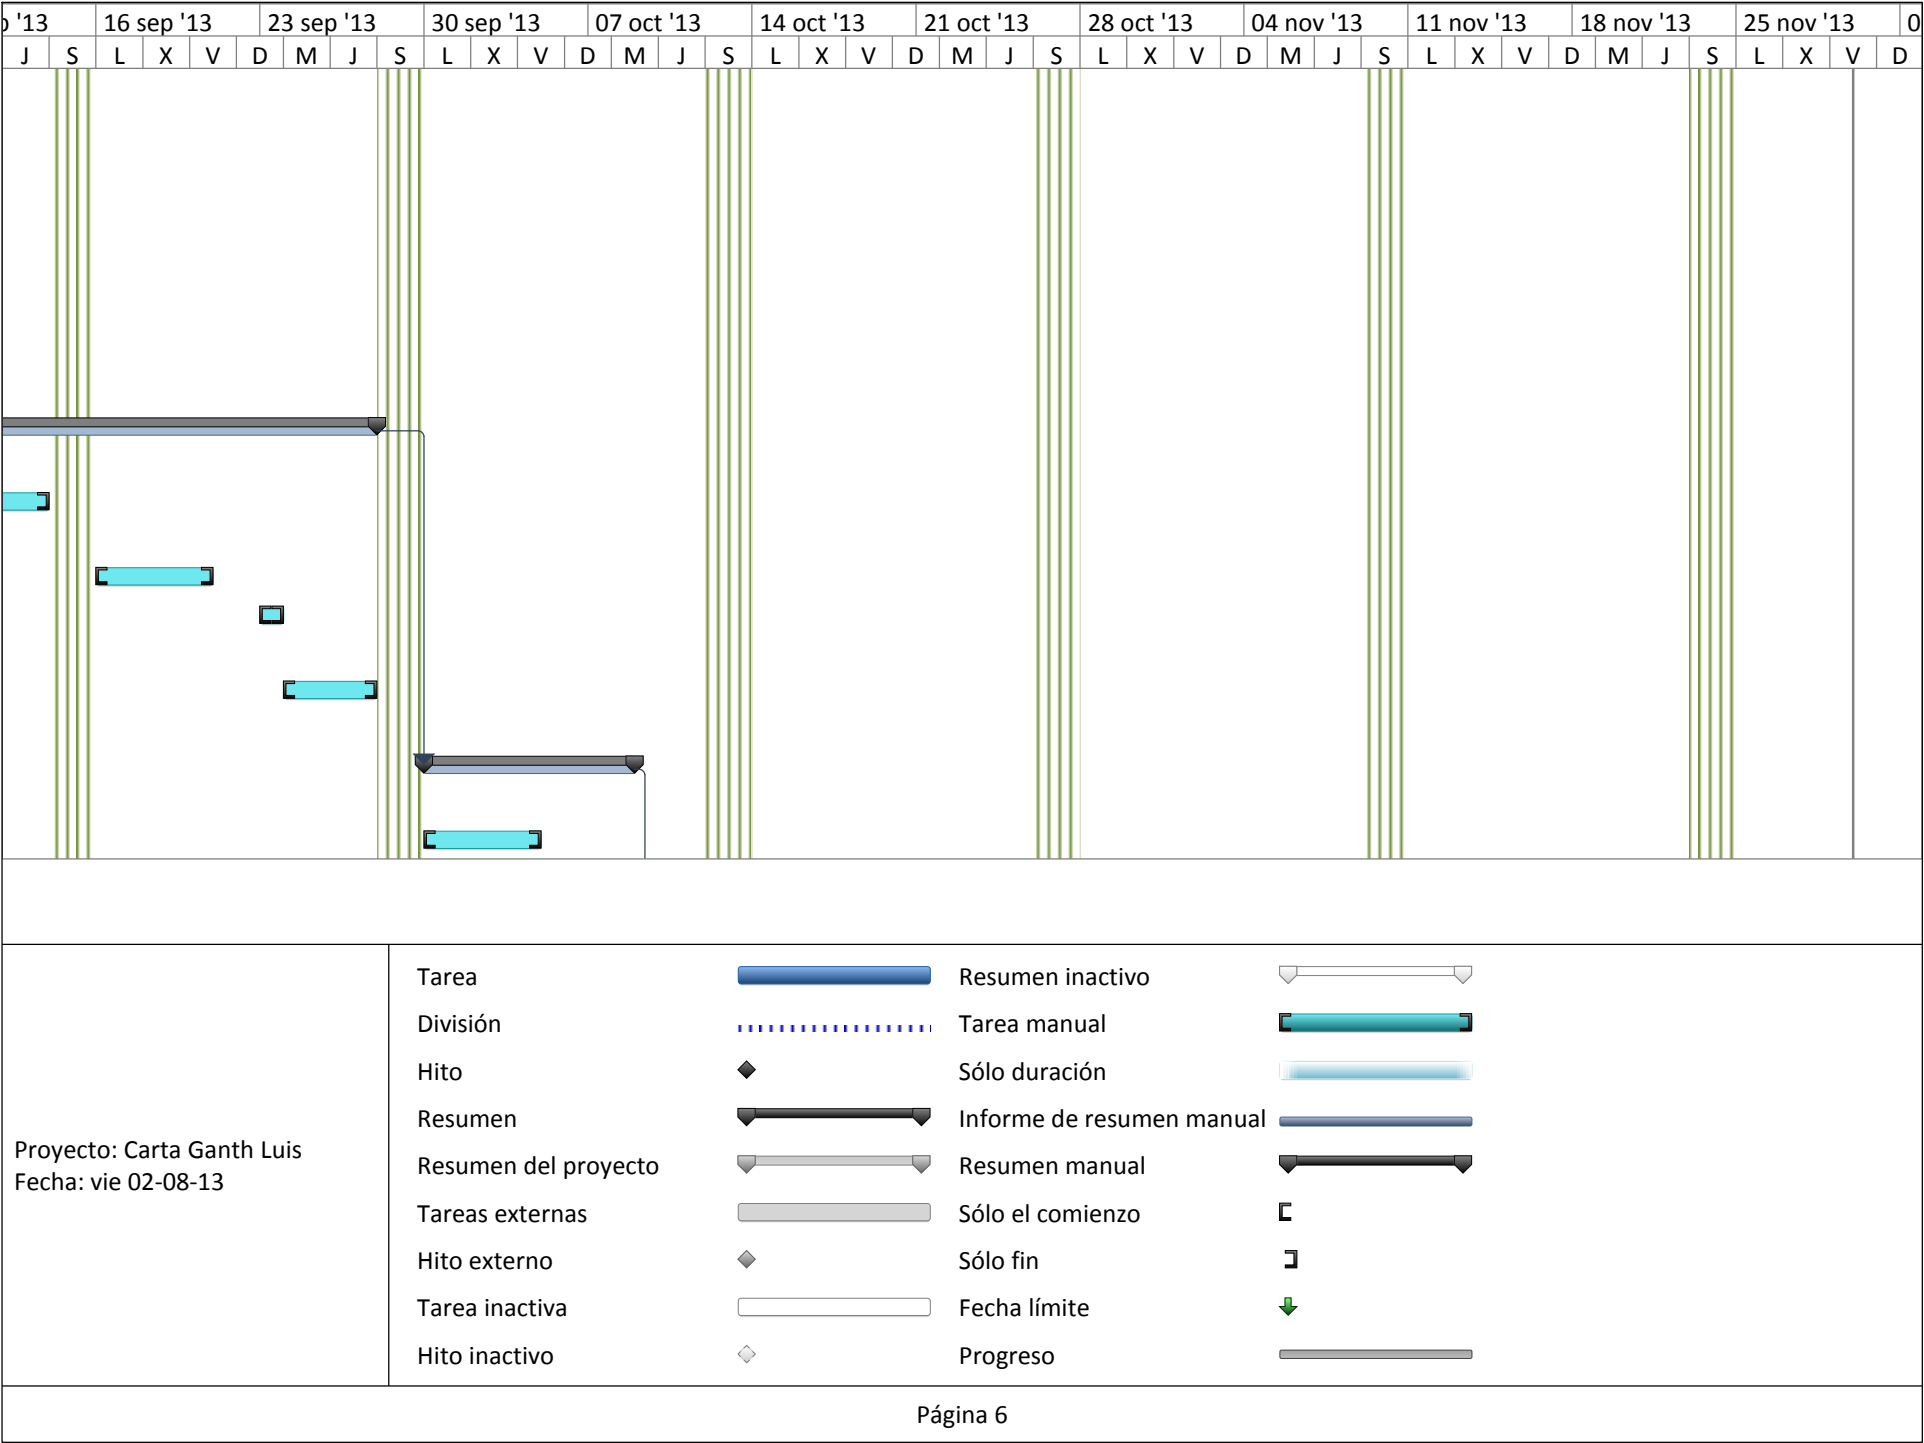 '13 16 sep '13 23 sep '13 30 sep '13 07 oct '13 14 oct '13 21 oct '13 28 oct '13 04 nov '13 11 nov '13 18 nov '13 25 nov '13 0
J S L X V D M J S L X V D M J S L X V D M J S L X V D M J S L X V D M J S L X V D
Tarea
División
Hito
Resumen
Resumen del proyecto
Tareas externas
Hito externo
Tarea inactiva
Hito inactivo
Resumen inactivo
Tarea manual
Sólo duración
Informe de resumen manual
Resumen manual
Sólo el comienzo
Sólo fin
Fecha límite
Progreso
Proyecto: Carta Ganth Luis
Fecha: vie 02-08-13
Página 6